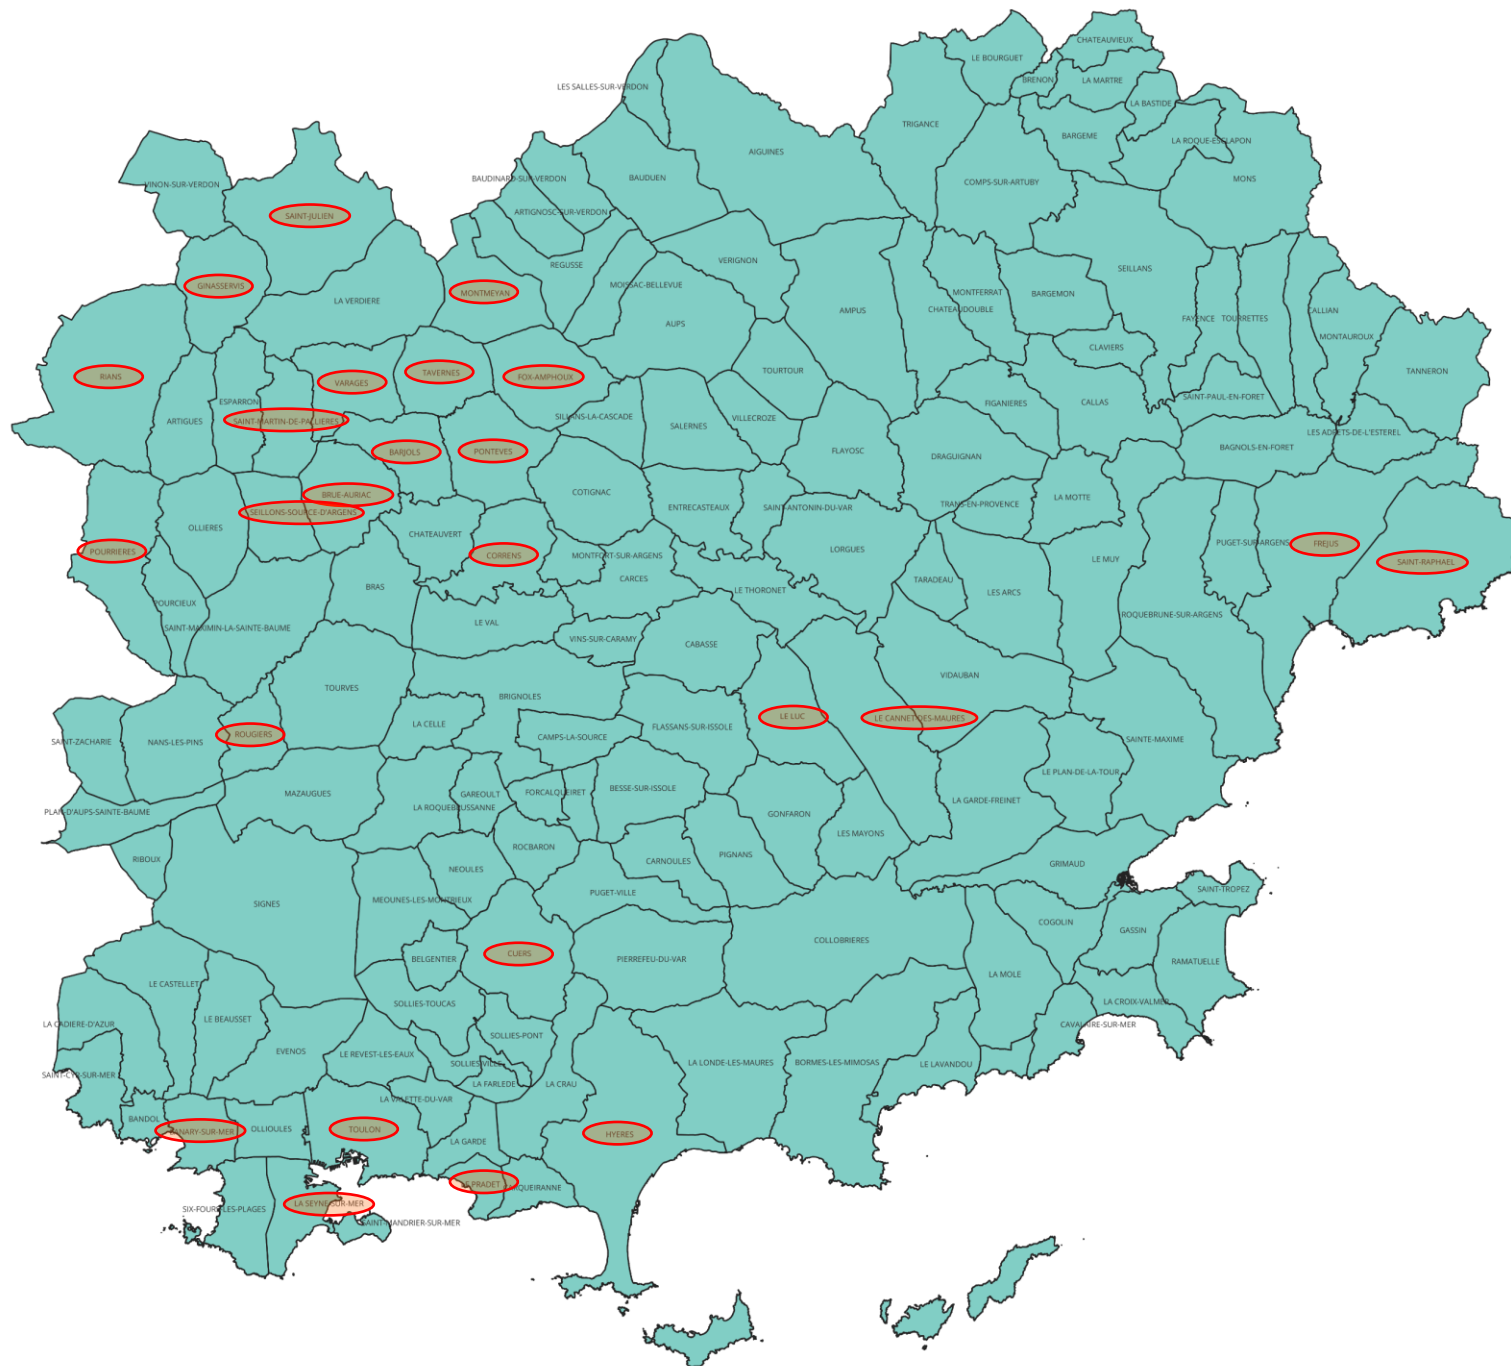 CHATEAUVIEUX
LE BOURGUET
BRENON
LA MARTRE
LES SALLES-SUR-VERDON
LA BASTIDE
TRIGANCE
BARGEME
LA ROQUE-ESCLAPON
AIGUINES
BAUDINARD-SUR-VERDON
BAUDUEN
MONS
VINON-SUR-VERDON
COMPS-SUR-ARTUBY
ARTIGNOSC-SUR-VERDON
SAINT-JULIEN
VERIGNON
REGUSSE
SEILLANS
GINASSERVIS
MOISSAC-BELLEVUE
MONTMEYAN
MONTFERRAT
BARGEMON
LA VERDIERE
AMPUS
CHATEAUDOUBLE
CALLIAN
FAYENCE
TOURRETTES
AUPS
MONTAUROUX
CLAVIERS
RIANS
VARAGES
TAVERNES
FOX-AMPHOUX
TOURTOUR
TANNERON
SAINT-PAUL-EN-FORET
ESPARRON
FIGANIERES
CALLAS
ARTIGUES
SAINT-MARTIN-DE-PALLIERES
SILLANS-LA-CASCADE
SALERNES
VILLECROZE
LES ADRETS-DE-L'ESTEREL
BARJOLS
PONTEVES
FLAYOSC
DRAGUIGNAN
BAGNOLS-EN-FORET
LA MOTTE
BRUE-AURIAC
COTIGNAC
SEILLONS-SOURCE-D'ARGENS
ENTRECASTEAUX
SAINT-ANTONIN-DU-VAR
TRANS-EN-PROVENCE
OLLIERES
CHATEAUVERT
POURRIERES
CORRENS
MONTFORT-SUR-ARGENS
LORGUES
LE MUY
PUGET-SUR-ARGENS
FREJUS
SAINT-RAPHAEL
BRAS
CARCES
TARADEAU
LE THORONET
LES ARCS
POURCIEUX
ROQUEBRUNE-SUR-ARGENS
SAINT-MAXIMIN-LA-SAINTE-BAUME
LE VAL
VINS-SUR-CARAMY
CABASSE
VIDAUBAN
TOURVES
BRIGNOLES
LE LUC
LE CANNET-DES-MAURES
LA CELLE
FLASSANS-SUR-ISSOLE
ROUGIERS
CAMPS-LA-SOURCE
SAINT-ZACHARIE
NANS-LES-PINS
SAINTE-MAXIME
LE PLAN-DE-LA-TOUR
MAZAUGUES
GAREOULT
FORCALQUEIRET
BESSE-SUR-ISSOLE
LA GARDE-FREINET
LA ROQUEBRUSSANNE
PLAN-D'AUPS-SAINTE-BAUME
GONFARON
LES MAYONS
ROCBARON
PIGNANS
RIBOUX
CARNOULES
GRIMAUD
NEOULES
PUGET-VILLE
SAINT-TROPEZ
MEOUNES-LES-MONTRIEUX
SIGNES
COGOLIN
GASSIN
COLLOBRIERES
CUERS
BELGENTIER
PIERREFEU-DU-VAR
RAMATUELLE
LA MOLE
LE CASTELLET
SOLLIES-TOUCAS
LA CROIX-VALMER
LE BEAUSSET
LA CADIERE-D'AZUR
CAVALAIRE-SUR-MER
SOLLIES-PONT
EVENOS
LE REVEST-LES-EAUX
SOLLIES-VILLE
LA LONDE-LES-MAURES
BORMES-LES-MIMOSAS
LE LAVANDOU
SAINT-CYR-SUR-MER
LA FARLEDE
LA CRAU
LA VALETTE-DU-VAR
BANDOL
SANARY-SUR-MER
OLLIOULES
TOULON
HYERES
LA GARDE
LE PRADET
CARQUEIRANNE
LA SEYNE-SUR-MER
SIX-FOURS-LES-PLAGES
SAINT-MANDRIER-SUR-MER